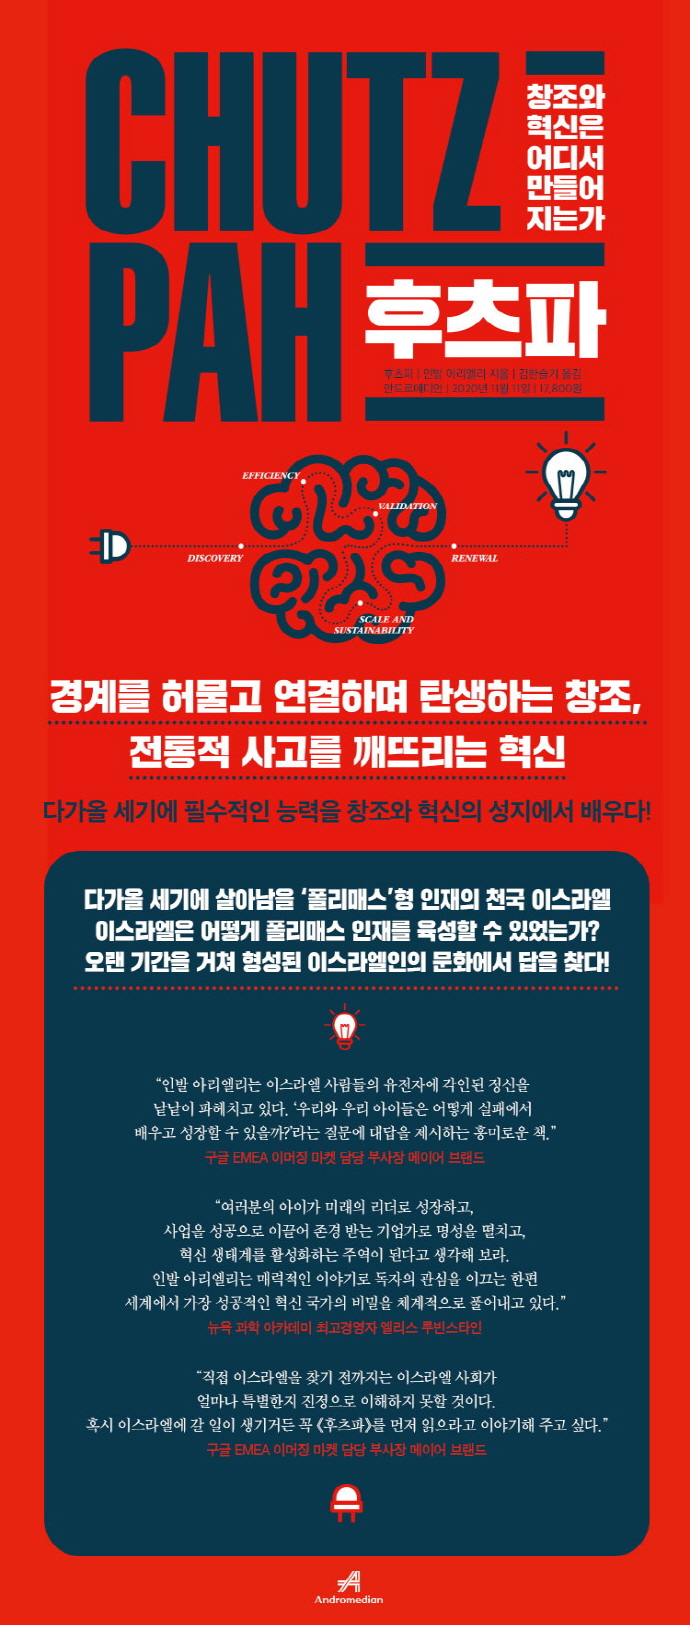 CHUTZ
PAH
창조와
혁신은
어디서
만들어
지는가
후츠파
후츠파 | 인발 아리엘리 지음 | 김한슬기 옮김
안드로메디안 | 2020년 11월 11일 | 17,800원
EFFICIENCY
VALIDATION
DISCOVERY
RENEWAL
SCALE AND
SUSTAINABILITY
경계를 허물고 연결하며 탄생하는 창조,
전통적 사고를 깨뜨리는 혁신
다가올 세기에 필수적인 능력을 창조와 혁신의 성지에서 배우다!
다가올 세기에 살아남을 ‘폴리매스’형 인재의 천국 이스라엘
이스라엘은 어떻게 폴리매스 인재를 육성할 수 있었는가?
오랜 기간을 거쳐 형성된 이스라엘인의 문화에서 답을 찾다!
“인발 아리엘리는 이스라엘 사람들의 유전자에 각인된 정신을
낱낱이 파헤치고 있다. ‘우리와 우리 아이들은 어떻게 실패에서
배우고 성장할 수 있을까?’라는 질문에 대답을 제시하는 흥미로운 책.”
구글 EMEA 이머징 마켓 담당 부사장 메이어 브랜드
“여러분의 아이가 미래의 리더로 성장하고,
사업을 성공으로 이끌어 존경 받는 기업가로 명성을 떨치고,
혁신 생태계를 활성화하는 주역이 된다고 생각해 보라.
인발 아리엘리는 매력적인 이야기로 독자의 관심을 이끄는 한편
세계에서 가장 성공적인 혁신 국가의 비밀을 체계적으로 풀어내고 있다.”
뉴욕 과학 아카데미 최고경영자 엘리스 루빈스타인
“직접 이스라엘을 찾기 전까지는 이스라엘 사회가
얼마나 특별한지 진정으로 이해하지 못할 것이다.
혹시 이스라엘에 갈 일이 생기거든 꼭 《후츠파》를 먼저 읽으라고 이야기해 주고 싶다.”
구글 EMEA 이머징 마켓 담당 부사장 메이어 브랜드
Andromedian